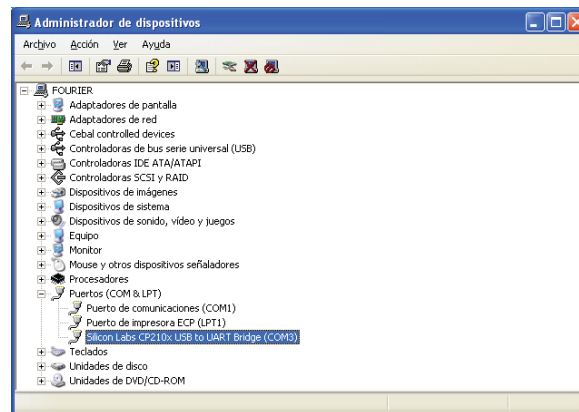 Administrador de dispositivos
Archivo Acción Ver Ayuda
FOURIER
Adaptadores de pantalla
Adaptadores de red
Cebal controlled devices
Controladoras de bus serie universal (USB)
Controladoras IDE ATA/ATAPI
Controladoras SCSI y RAID
Dispositivos de imágenes
Dispositivos de sistema
Dispositivos de sonido, vídeo y juegos
Equipo
Monitor
Mouse y otros dispositivos señaladores
Procesadores
Puertos (COM & LPT)
Puerto de comunicaciones (COM1)
Puerto de impresora ECP (LPT1)
Silicon Labs CP210x USB to UART Bridge (COM3)
Teclados
Unidades de disco
Unidades de DVD/CD-ROM